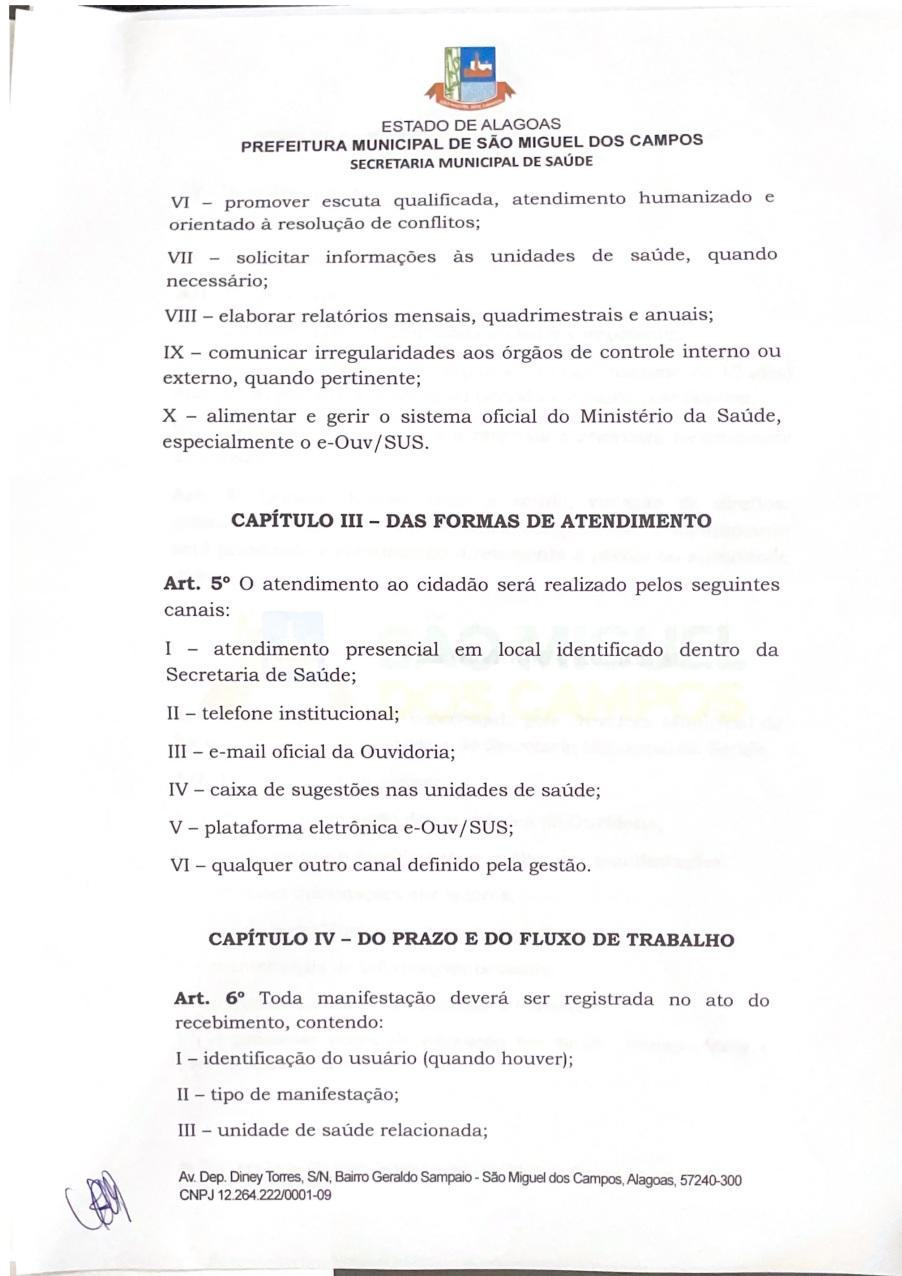 ESTADO DE ALAGOAS
PREFEITURA MUNICIPAL DE SÃO MIGUEL DOS CAMPOS
SECRETARIA MUNICIPAL DE SAÚDE
VI – promover escuta qualificada, atendimento humanizado e
orientado à resolução de conflitos;
VII – solicitar informações às unidades de saúde, quando
necessário;
VIII – elaborar relatórios mensais, quadrimestrais e anuais;
IX – comunicar irregularidades aos órgãos de controle interno ou
externo, quando pertinente;
X – alimentar e gerir o sistema oficial do Ministério da Saúde,
especialmente o e-Ouv/SUS.
CAPÍTULO III – DAS FORMAS DE ATENDIMENTO
Art. 5º O atendimento ao cidadão será realizado pelos seguintes
canais:
I – atendimento presencial em local identificado dentro da
Secretaria de Saúde;
II – telefone institucional;
III – e-mail oficial da Ouvidoria;
IV – caixa de sugestões nas unidades de saúde;
V – plataforma eletrônica e-Ouv/SUS;
VI – qualquer outro canal definido pela gestão.
CAPÍTULO IV – DO PRAZO E DO FLUXO DE TRABALHO
Art. 6º Toda manifestação deverá ser registrada no ato do
recebimento, contendo:
I – identificação do usuário (quando houver);
II – tipo de manifestação;
III – unidade de saúde relacionada;
Av. Dep. Diney Torres, S/N, Bairro Geraldo Sampaio - São Miguel dos Campos, Alagoas, 57240-300
CNPJ 12.264.222/0001-09